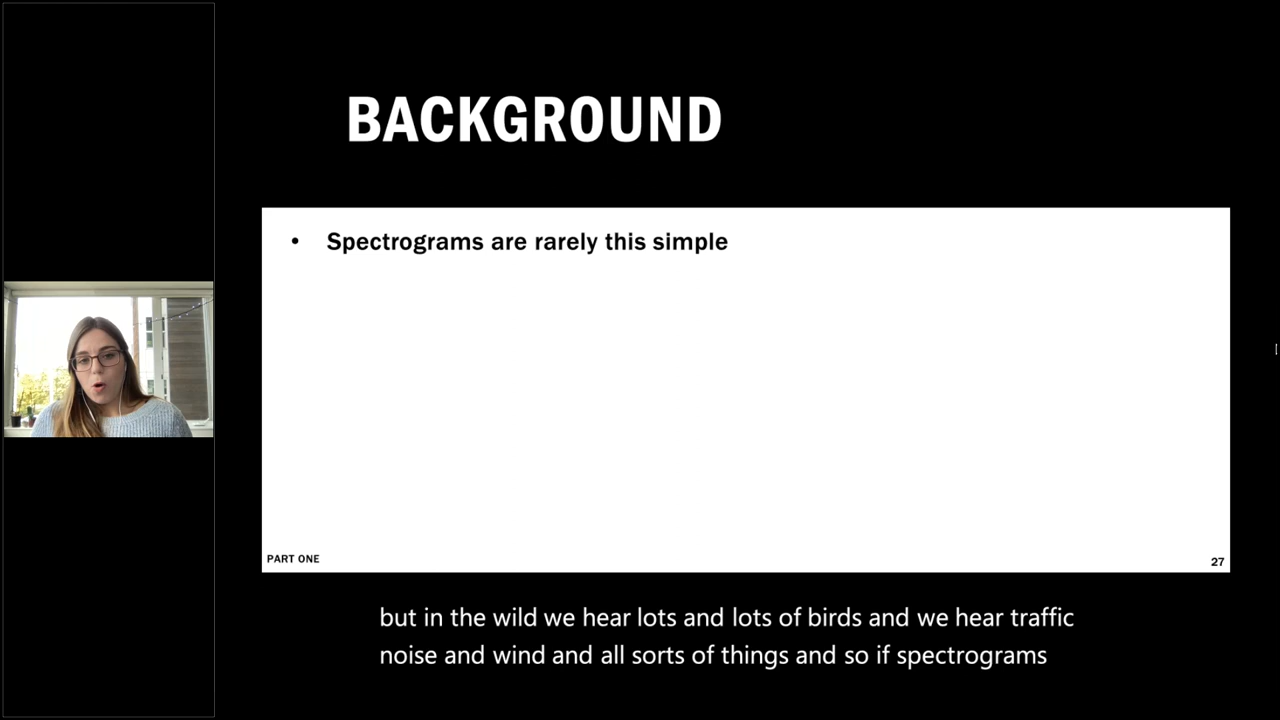 BACKGROUND
• Spectrograms are rarely this simple
PART ONE
27
but in the wild we hear lots and lots of birds and we hear traffic
noise and wind and all sorts of things and so if spectrograms